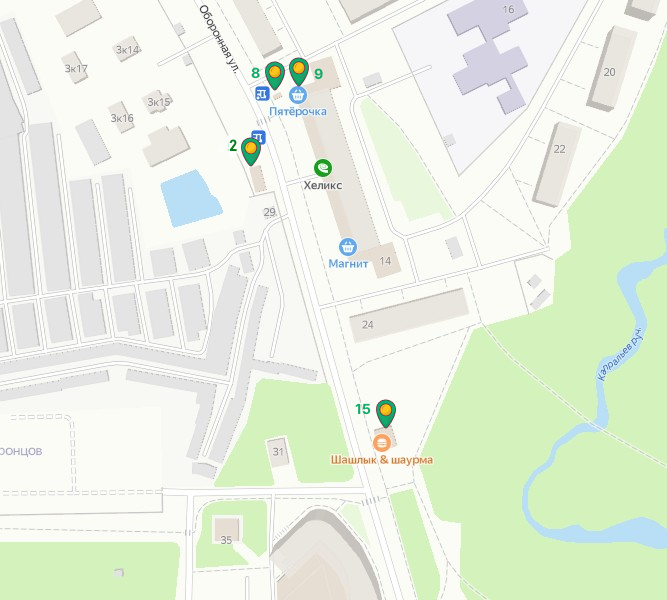 Оборонная ул.
16
3к14
3к17
8
9
20
3к15
Пятёрочка
3к16
2
22
Хеликс
29
Магнит
14
24
Карпальев руч.
15
31
РОНЦОВ
Шашлык & шаурма
35